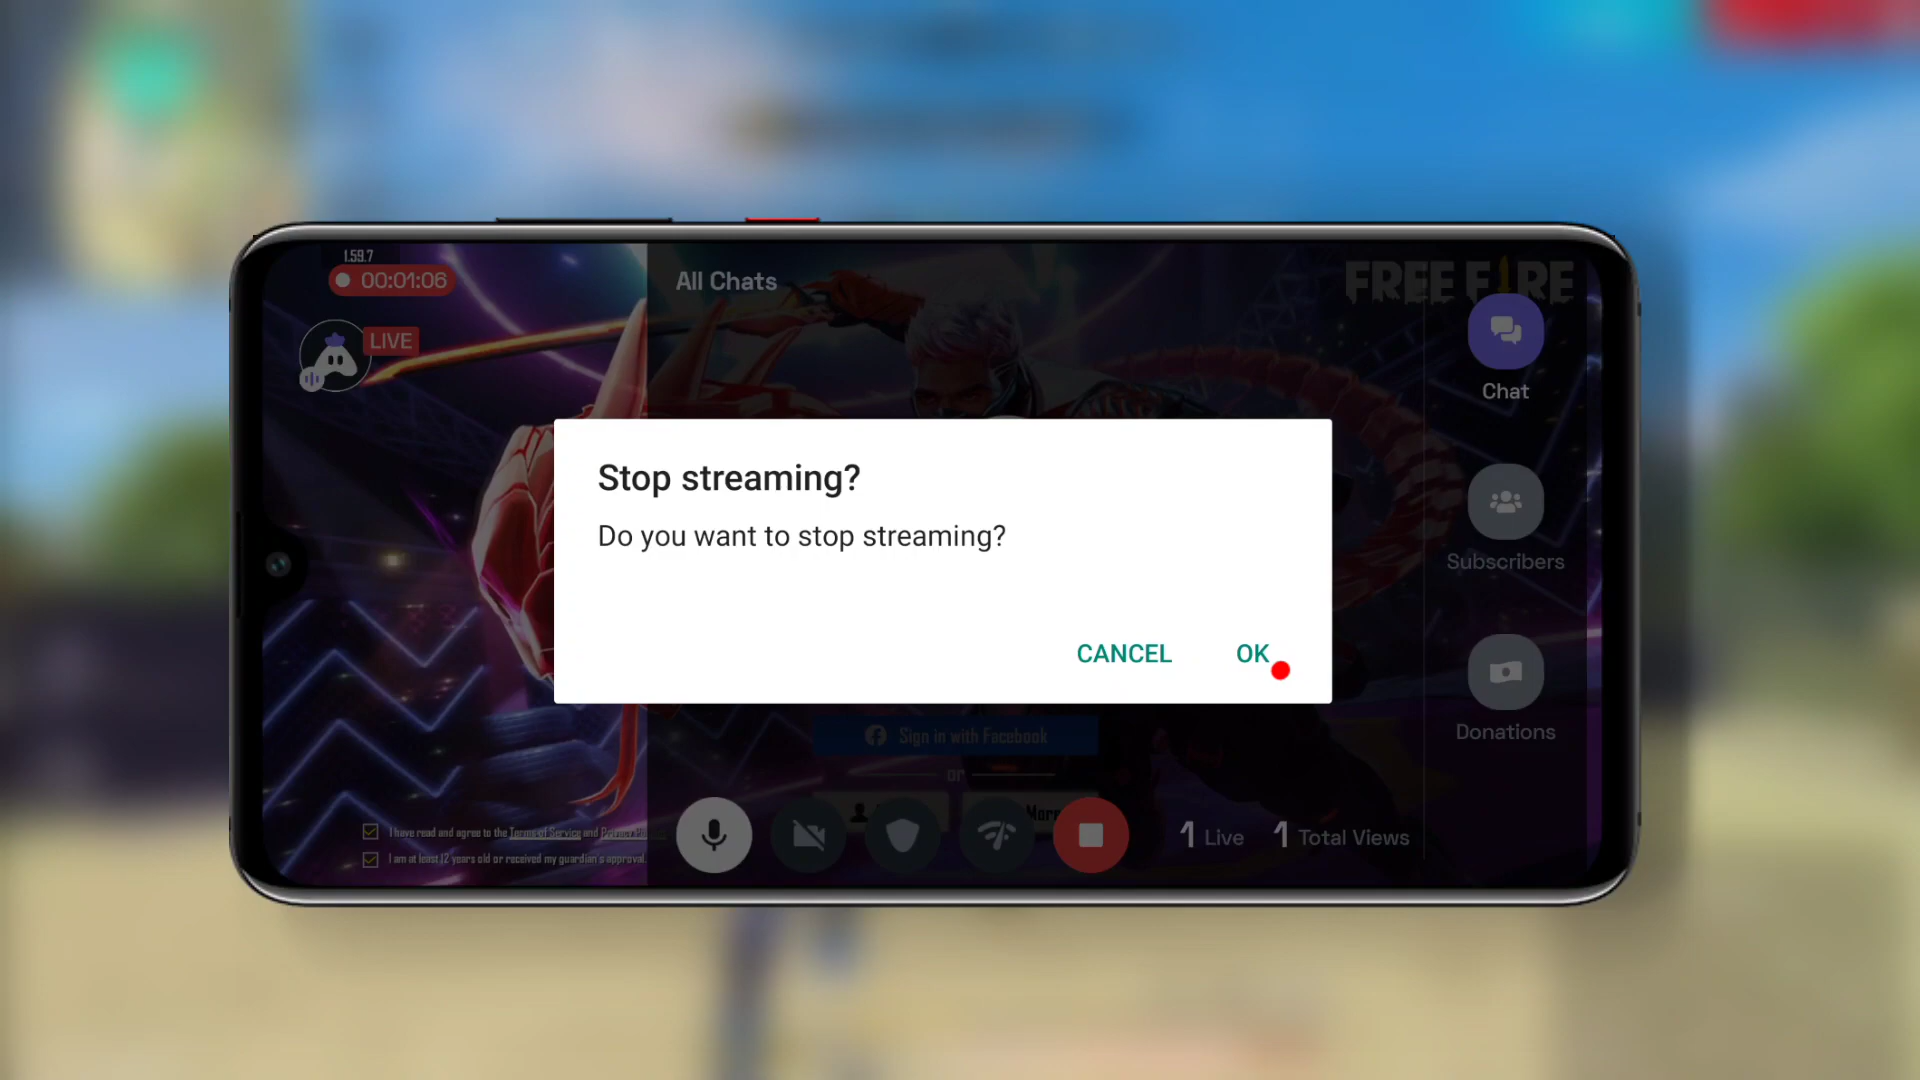 1.59.7
00:01:06
LIVE
All Chats
FREE FIRE
Chat
Stop streaming?
Do you want to stop streaming?
CANCEL OK
Subscribers
Donations
Sign in with Facebook
or
More
I have read and agree to the Terms of Service and Privacy
I am at least 12 years old or received my guardian's approval.
1 Live 1 Total Views